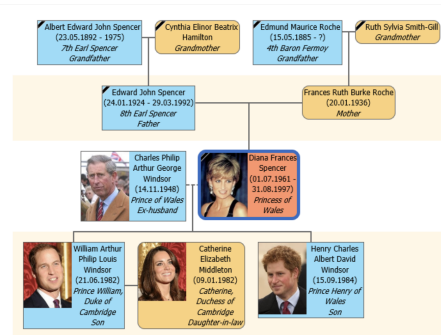 Albert Edward John Spencer
(23.05.1892 - 1975)
7th Earl Spencer
Grandfather
Cynthia Elinor Beatrix
Hamilton
Grandmother
Edmund Maurice Roche
(15.05.1885 - ?)
4th Baron Fermoy
Grandfather
Ruth Sylvia Smith-Gill
Grandmother
Edward John Spencer
(24.01.1924 - 29.03.1992)
8th Earl Spencer
Father
Frances Ruth Burke Roche
(20.01.1936)
Mother
Charles Philip
Arthur George
Windsor
(14.11.1948)
Prince of Wales
Ex-husband
Diana Frances
Spencer
(01.07.1961 -
31.08.1997)
Princess of
Wales
William Arthur
Philip Louis
Windsor
(21.06.1982)
Prince William,
Duke of
Cambridge
Son
Catherine
Elizabeth
Middleton
(09.01.1982)
Catherine,
Duchess of
Cambridge
Daughter-in-law
Henry Charles
Albert David
Windsor
(15.09.1984)
Prince Henry of
Wales
Son